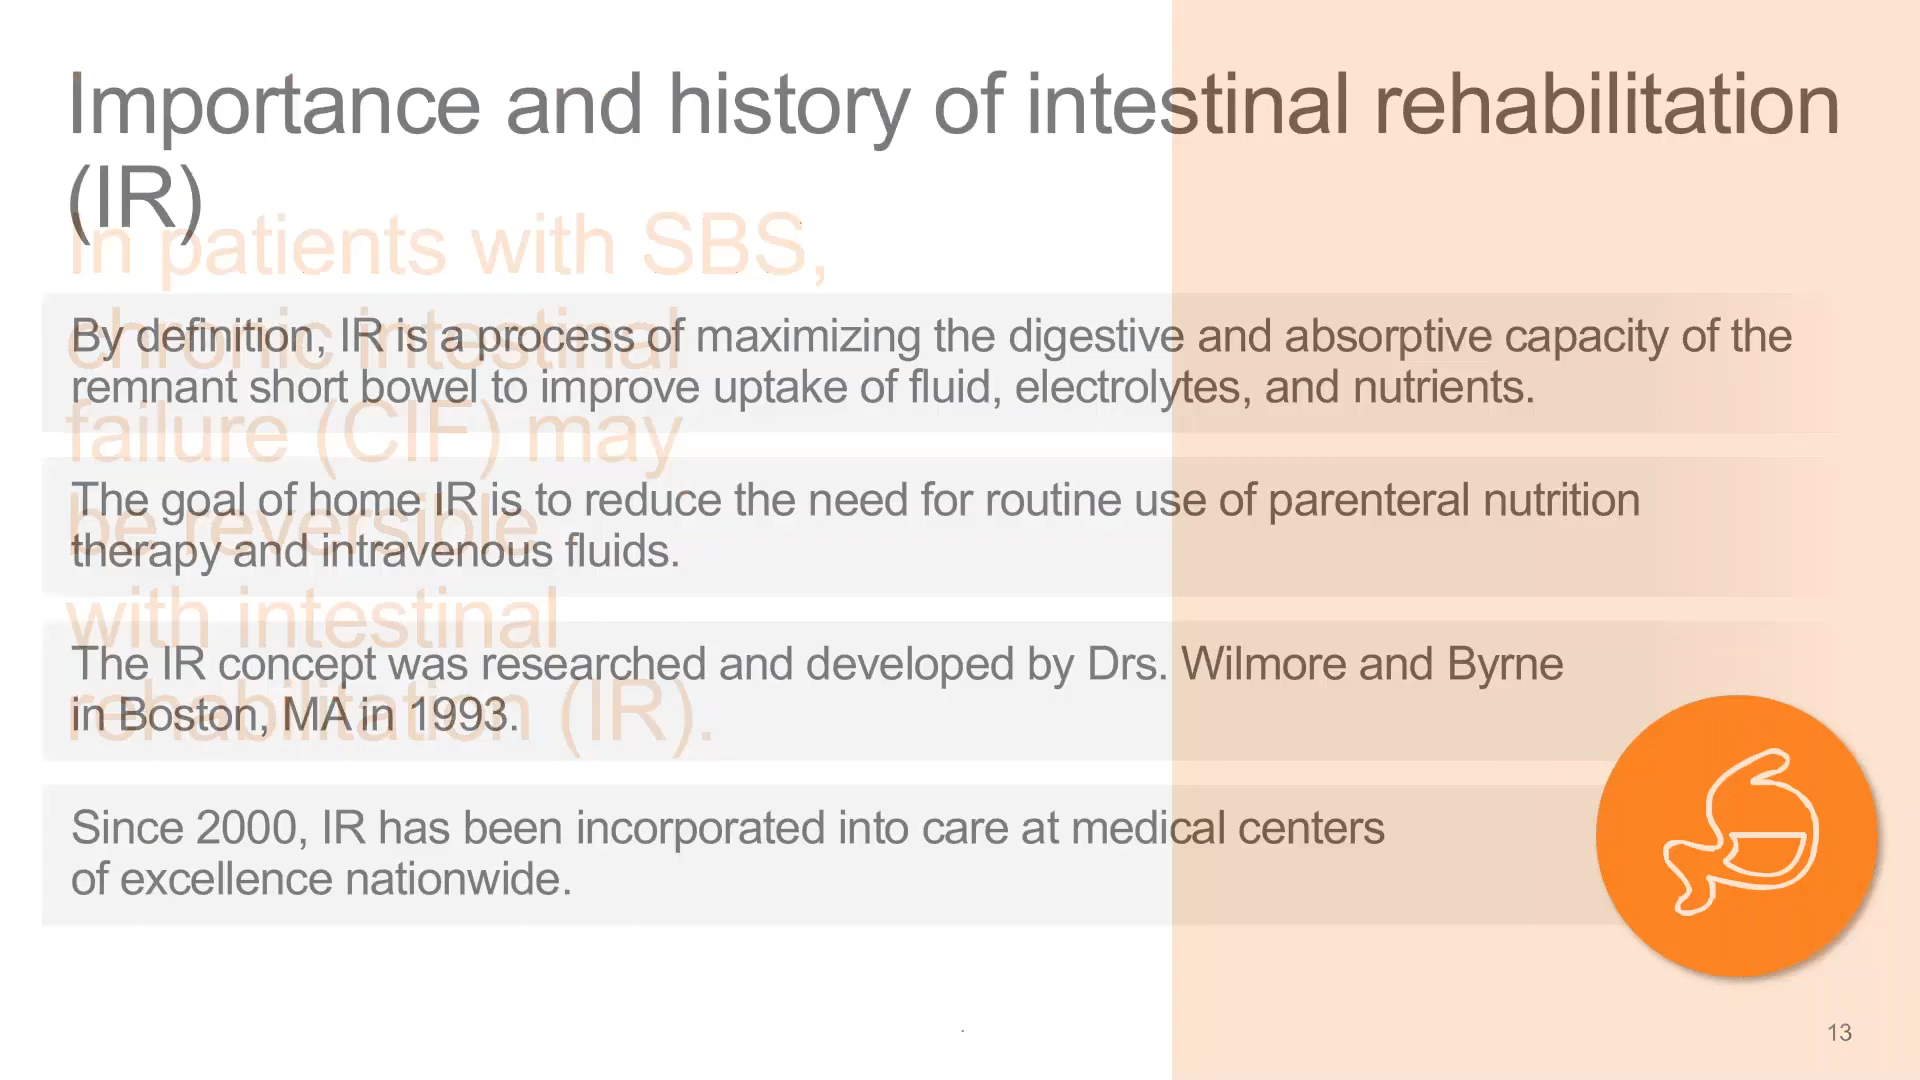 Importance and history of intestinal rehabilitation
(IR)
In patients with SBS,
chronic intestinal
failure (CIF) may
be reversible
with intestinal
rehabilitation (IR).
By definition, IR is a process of maximizing the digestive and absorptive capacity of the
remnant short bowel to improve uptake of fluid, electrolytes, and nutrients.
The goal of home IR is to reduce the need for routine use of parenteral nutrition
therapy and intravenous fluids.
The IR concept was researched and developed by Drs. Wilmore and Byrne
in Boston, MA in 1993.
Since 2000, IR has been incorporated into care at medical centers
of excellence nationwide.
13